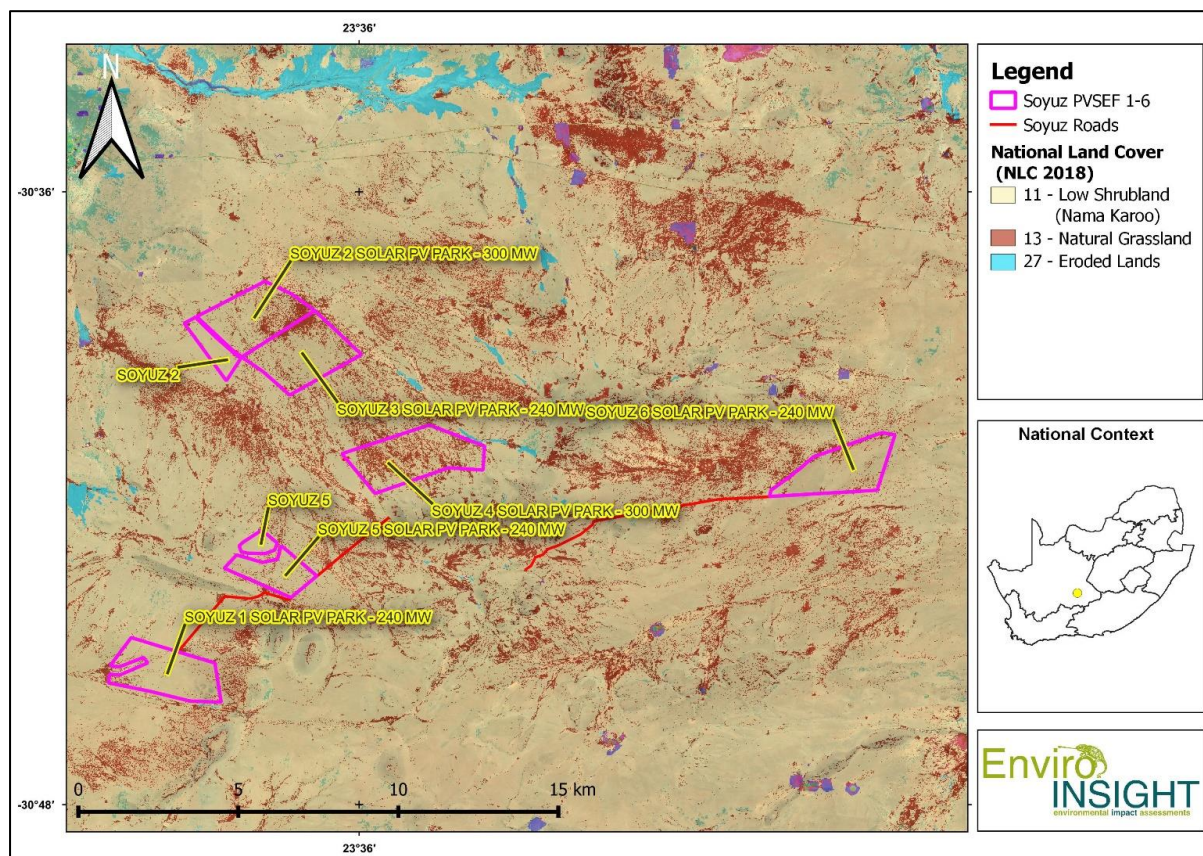 23°36'
N
-30°36'
SOYUZ 2 SOLAR PV PARK - 300 MW
SOYUZ 2
SOYUZ 3 SOLAR PV PARK - 240 MW
SOYUZ 6 SOLAR PV PARK - 240 MW
SOYUZ 4 SOLAR PV PARK - 300 MW
SOYUZ 5
SOYUZ 5 SOLAR PV PARK - 240 MW
SOYUZ 1 SOLAR PV PARK - 240 MW
0 5 10 15 km
-30°48'
23°36'
Legend
Soyuz PVSEF 1-6
Soyuz Roads
National Land Cover
(NLC 2018)
11 - Low Shrubland
(Nama Karoo)
13 - Natural Grassland
27 - Eroded Lands
National Context
Enviro
INSIGHT
environmental impact assessments